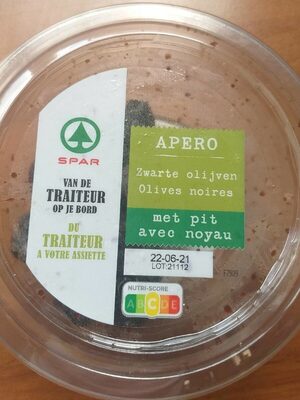 SPAR
VAN DE
TRAITEUR
OP JE BORD
DU
TRAITEUR
A VOTRE ASSIETTE
APERO
Zwarte olijven
Olives noires
met pit
avec noyau
22-06-21
LOT:21112
NUTRI-SCORE
ABCDE